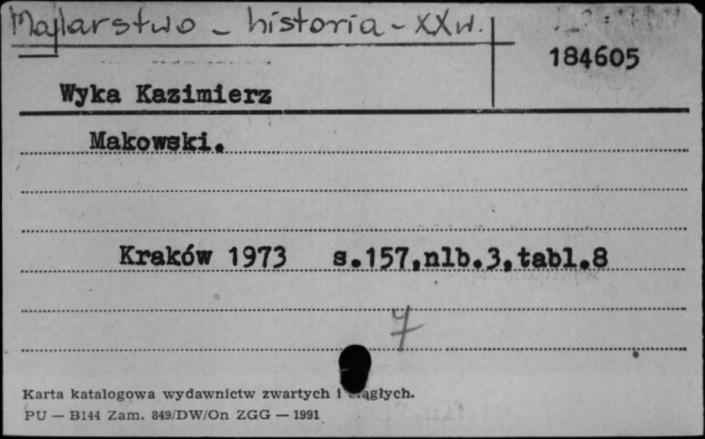 Malarstwo - historia - XX w.
184605
Wyka Kazimierz
Makowski.
Kraków 1973 s.157,nlb.3,tabl.8
7
Karta katalogowa wydawnictw zwartych i
PU — B144 Zam. 849/DW/On ZGG — 1991